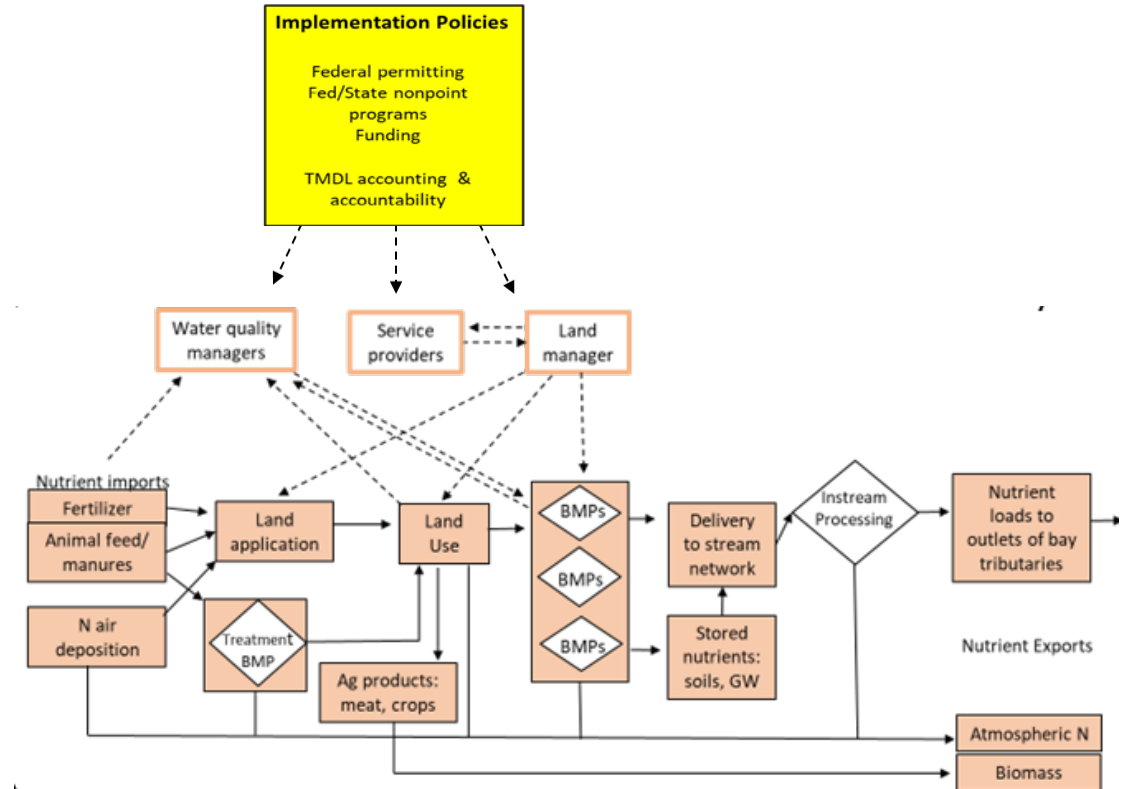 Implementation Policies
Federal permitting
Fed/State nonpoint
programs
Funding
TMDL accounting &
accountability
Water quality
managers
Service
providers
Land
manager
Nutrient imports
Fertilizer
Animal feed/
manures
N air
deposition
Land
application
Treatment
BMP
Land
Use
Ag products:
meat, crops
BMPs
BMPs
BMPs
Delivery
to stream
network
Stored
nutrients:
soils, GW
Instream
Processing
Nutrient
loads to
outlets of bay
tributaries
Nutrient Exports
Atmospheric N
Biomass